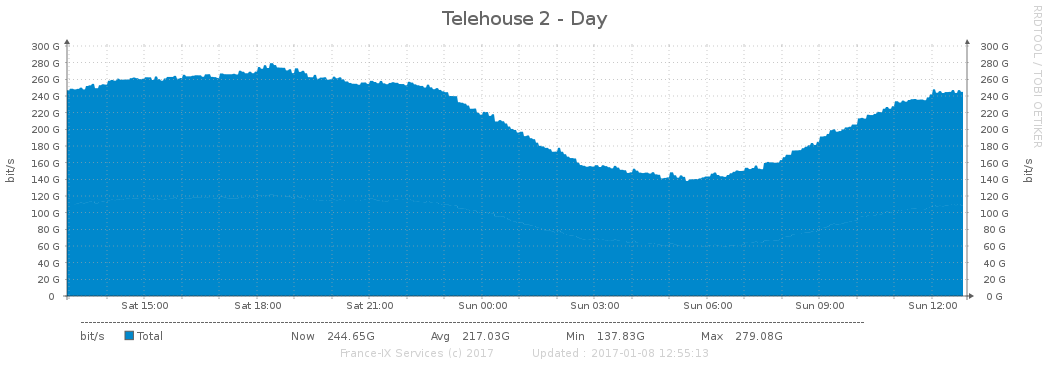 Telehouse 2 - Day
RRDTOOL / TOBI OETIKER
300 G 300 G
280 G 280 G
260 G 260 G
240 G 240 G
220 G 220 G
200 G 200 G
180 G 180 G
160 G 160 G
140 G 140 G
120 G 120 G
100 G 100 G
80 G 80 G
60 G 60 G
40 G 40 G
20 G 20 G
0 0 G
bit/s bit/s
Sat 15:00 Sat 18:00 Sat 21:00 Sun 00:00 Sun 03:00 Sun 06:00 Sun 09:00 Sun 12:00
bit/s Total Now 244.65G Avg 217.03G Min 137.83G Max 279.08G
France-IX Services (c) 2017 Updated : 2017-01-08 12:55:13